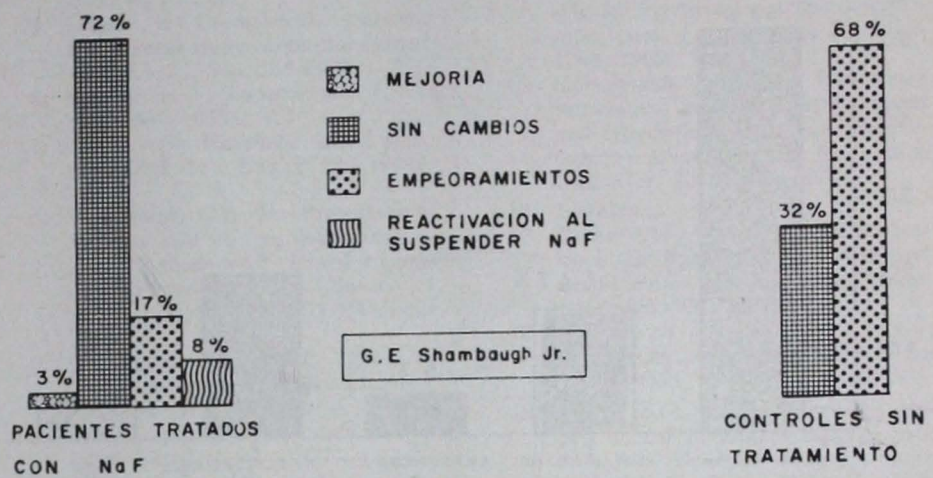 72 %
68 %
MEJORIA
SIN CAMBIOS
EMPEORAMIENTOS
REACTIVACION AL
SUSPENDER NaF
32%
17%
8%
3%
G.E Shambaugh Jr.
PACIENTES TRATADOS
CON NaF
CONTROLES SIN
TRATAMIENTO